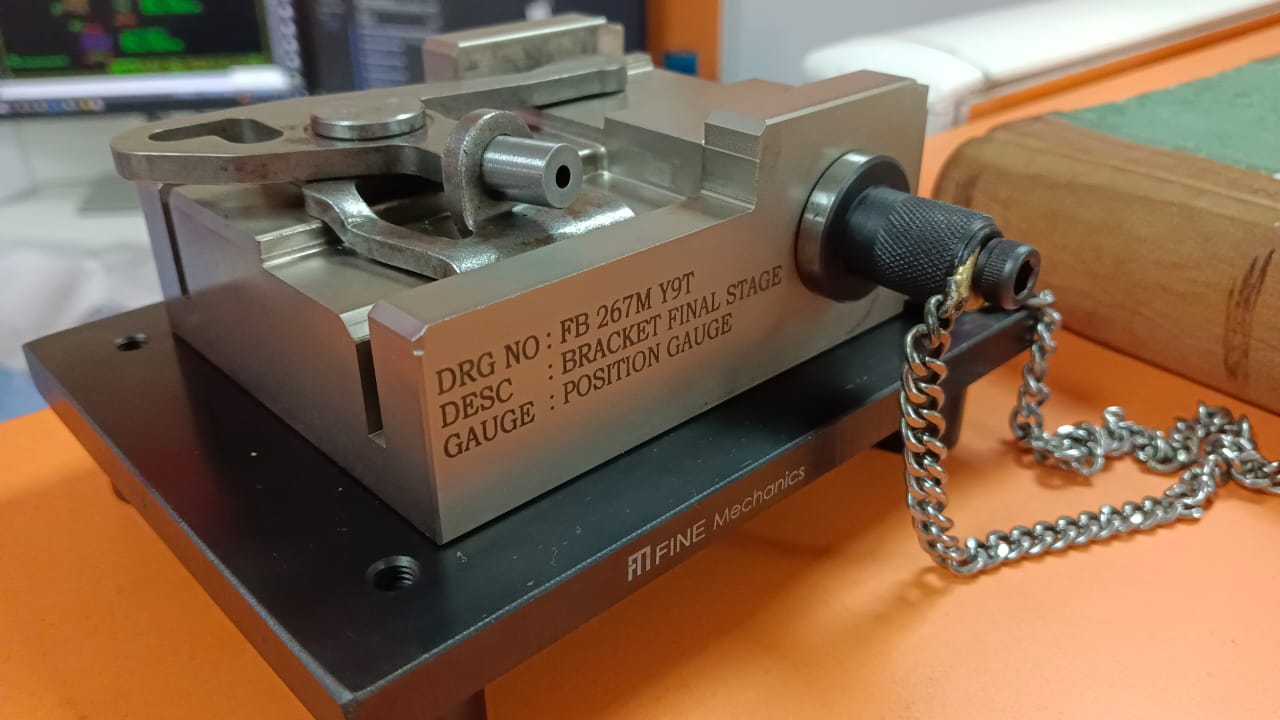 DRG NO : FB 267M Y9T
DESC : BRACKET FINAL STAGE
GAUGE : POSITION GAUGE
FINE Mechanics